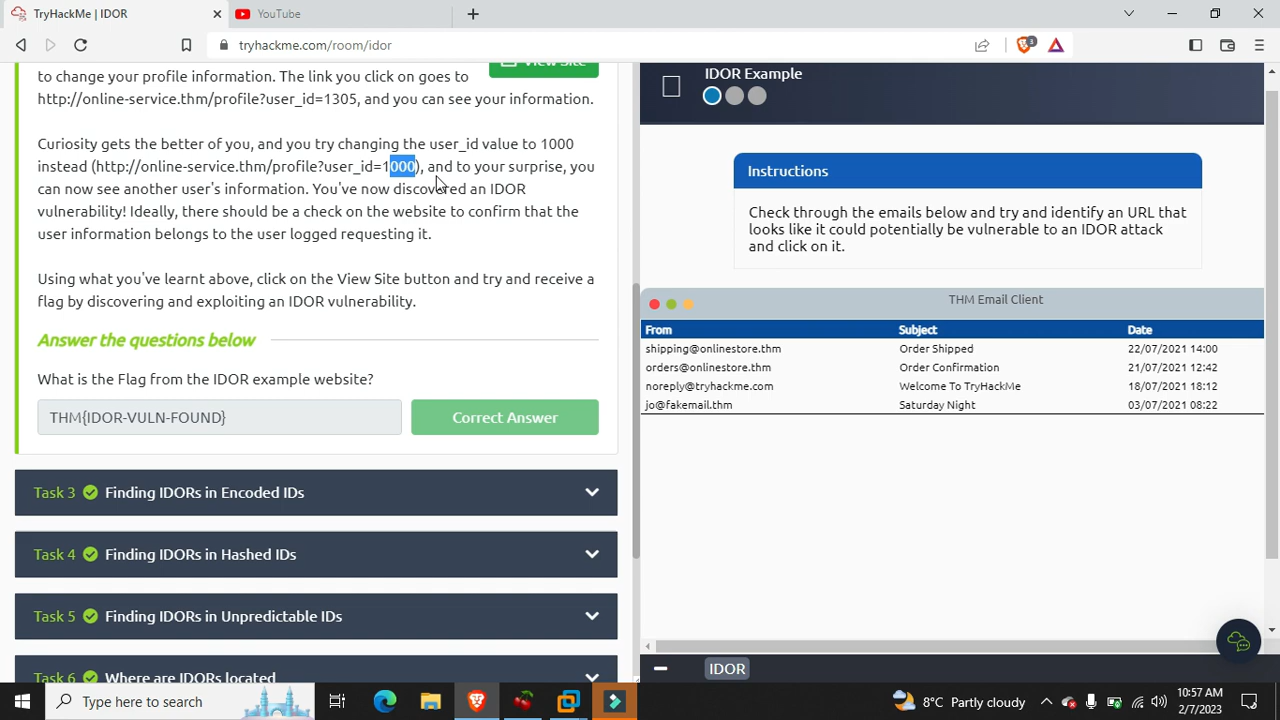 TryHackMe | IDOR
YouTube
tryhackme.com/room/idor
3
to change your profile information. The link you click on goes to
View Site
http://online-service.thm/profile?user_id=1305, and you can see your information.
Curiosity gets the better of you, and you try changing the user_id value to 1000
instead (http://online-service.thm/profile?user_id=1000), and to your surprise, you
can now see another user's information. You've now discovered an IDOR
vulnerability! Ideally, there should be a check on the website to confirm that the
user information belongs to the user logged requesting it.
Using what you've learnt above, click on the View Site button and try and receive a
flag by discovering and exploiting an IDOR vulnerability.
Answer the questions below
What is the Flag from the IDOR example website?
THM{IDOR-VULN-FOUND}
Correct Answer
Task 3 Finding IDORs in Encoded IDs
Task 4 Finding IDORs in Hashed IDs
Task 5 Finding IDORs in Unpredictable IDs
Task 6 Where are IDORs located
IDOR Example
Instructions
Check through the emails below and try and identify an URL that
looks like it could potentially be vulnerable to an IDOR attack
and click on it.
THM Email Client
From Subject Date
shipping@onlinestore.thm Order Shipped 22/07/2021 14:00
orders@onlinestore.thm Order Confirmation 21/07/2021 12:42
noreply@tryhackme.com Welcome To TryHackMe 18/07/2021 18:12
jo@fakemail.thm Saturday Night 03/07/2021 08:22
IDOR
Type here to search
8°C Partly cloudy
10:57 AM
2/7/2023